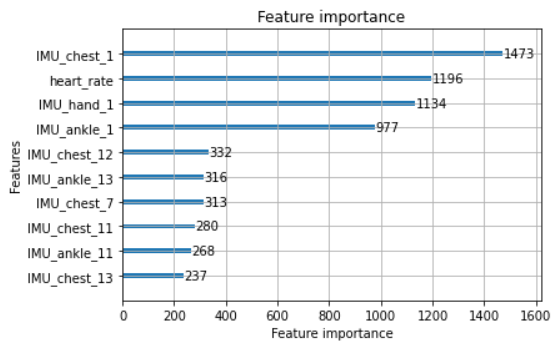 Feature importance
IMU_chest_1 1473
heart_rate 1196
IMU_hand_1 1134
IMU_ankle_1 977
IMU_chest_12 332
IMU_ankle_13 316
IMU_chest_7 313
IMU_chest_11 280
IMU_ankle_11 268
IMU_chest_13 237
Features
0 200 400 600 800 1000 1200 1400 1600
Feature importance